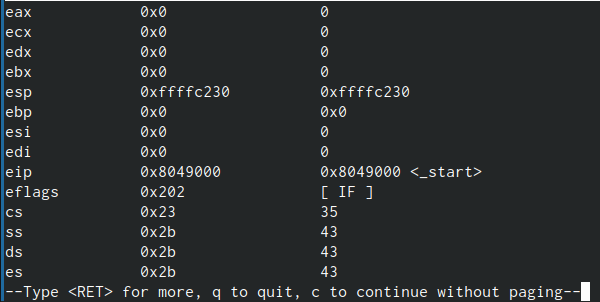 eax 0x0 0
ecx 0x0 0
edx 0x0 0
ebx 0x0 0
esp 0xffffc230 0xffffc230
ebp 0x0 0x0
esi 0x0 0
edi 0x0 0
eip 0x8049000 0x8049000 <_start>
eflags 0x202 [ IF ]
cs 0x23 35
ss 0x2b 43
ds 0x2b 43
es 0x2b 43
--Type <RET> for more, q to quit, c to continue without paging--